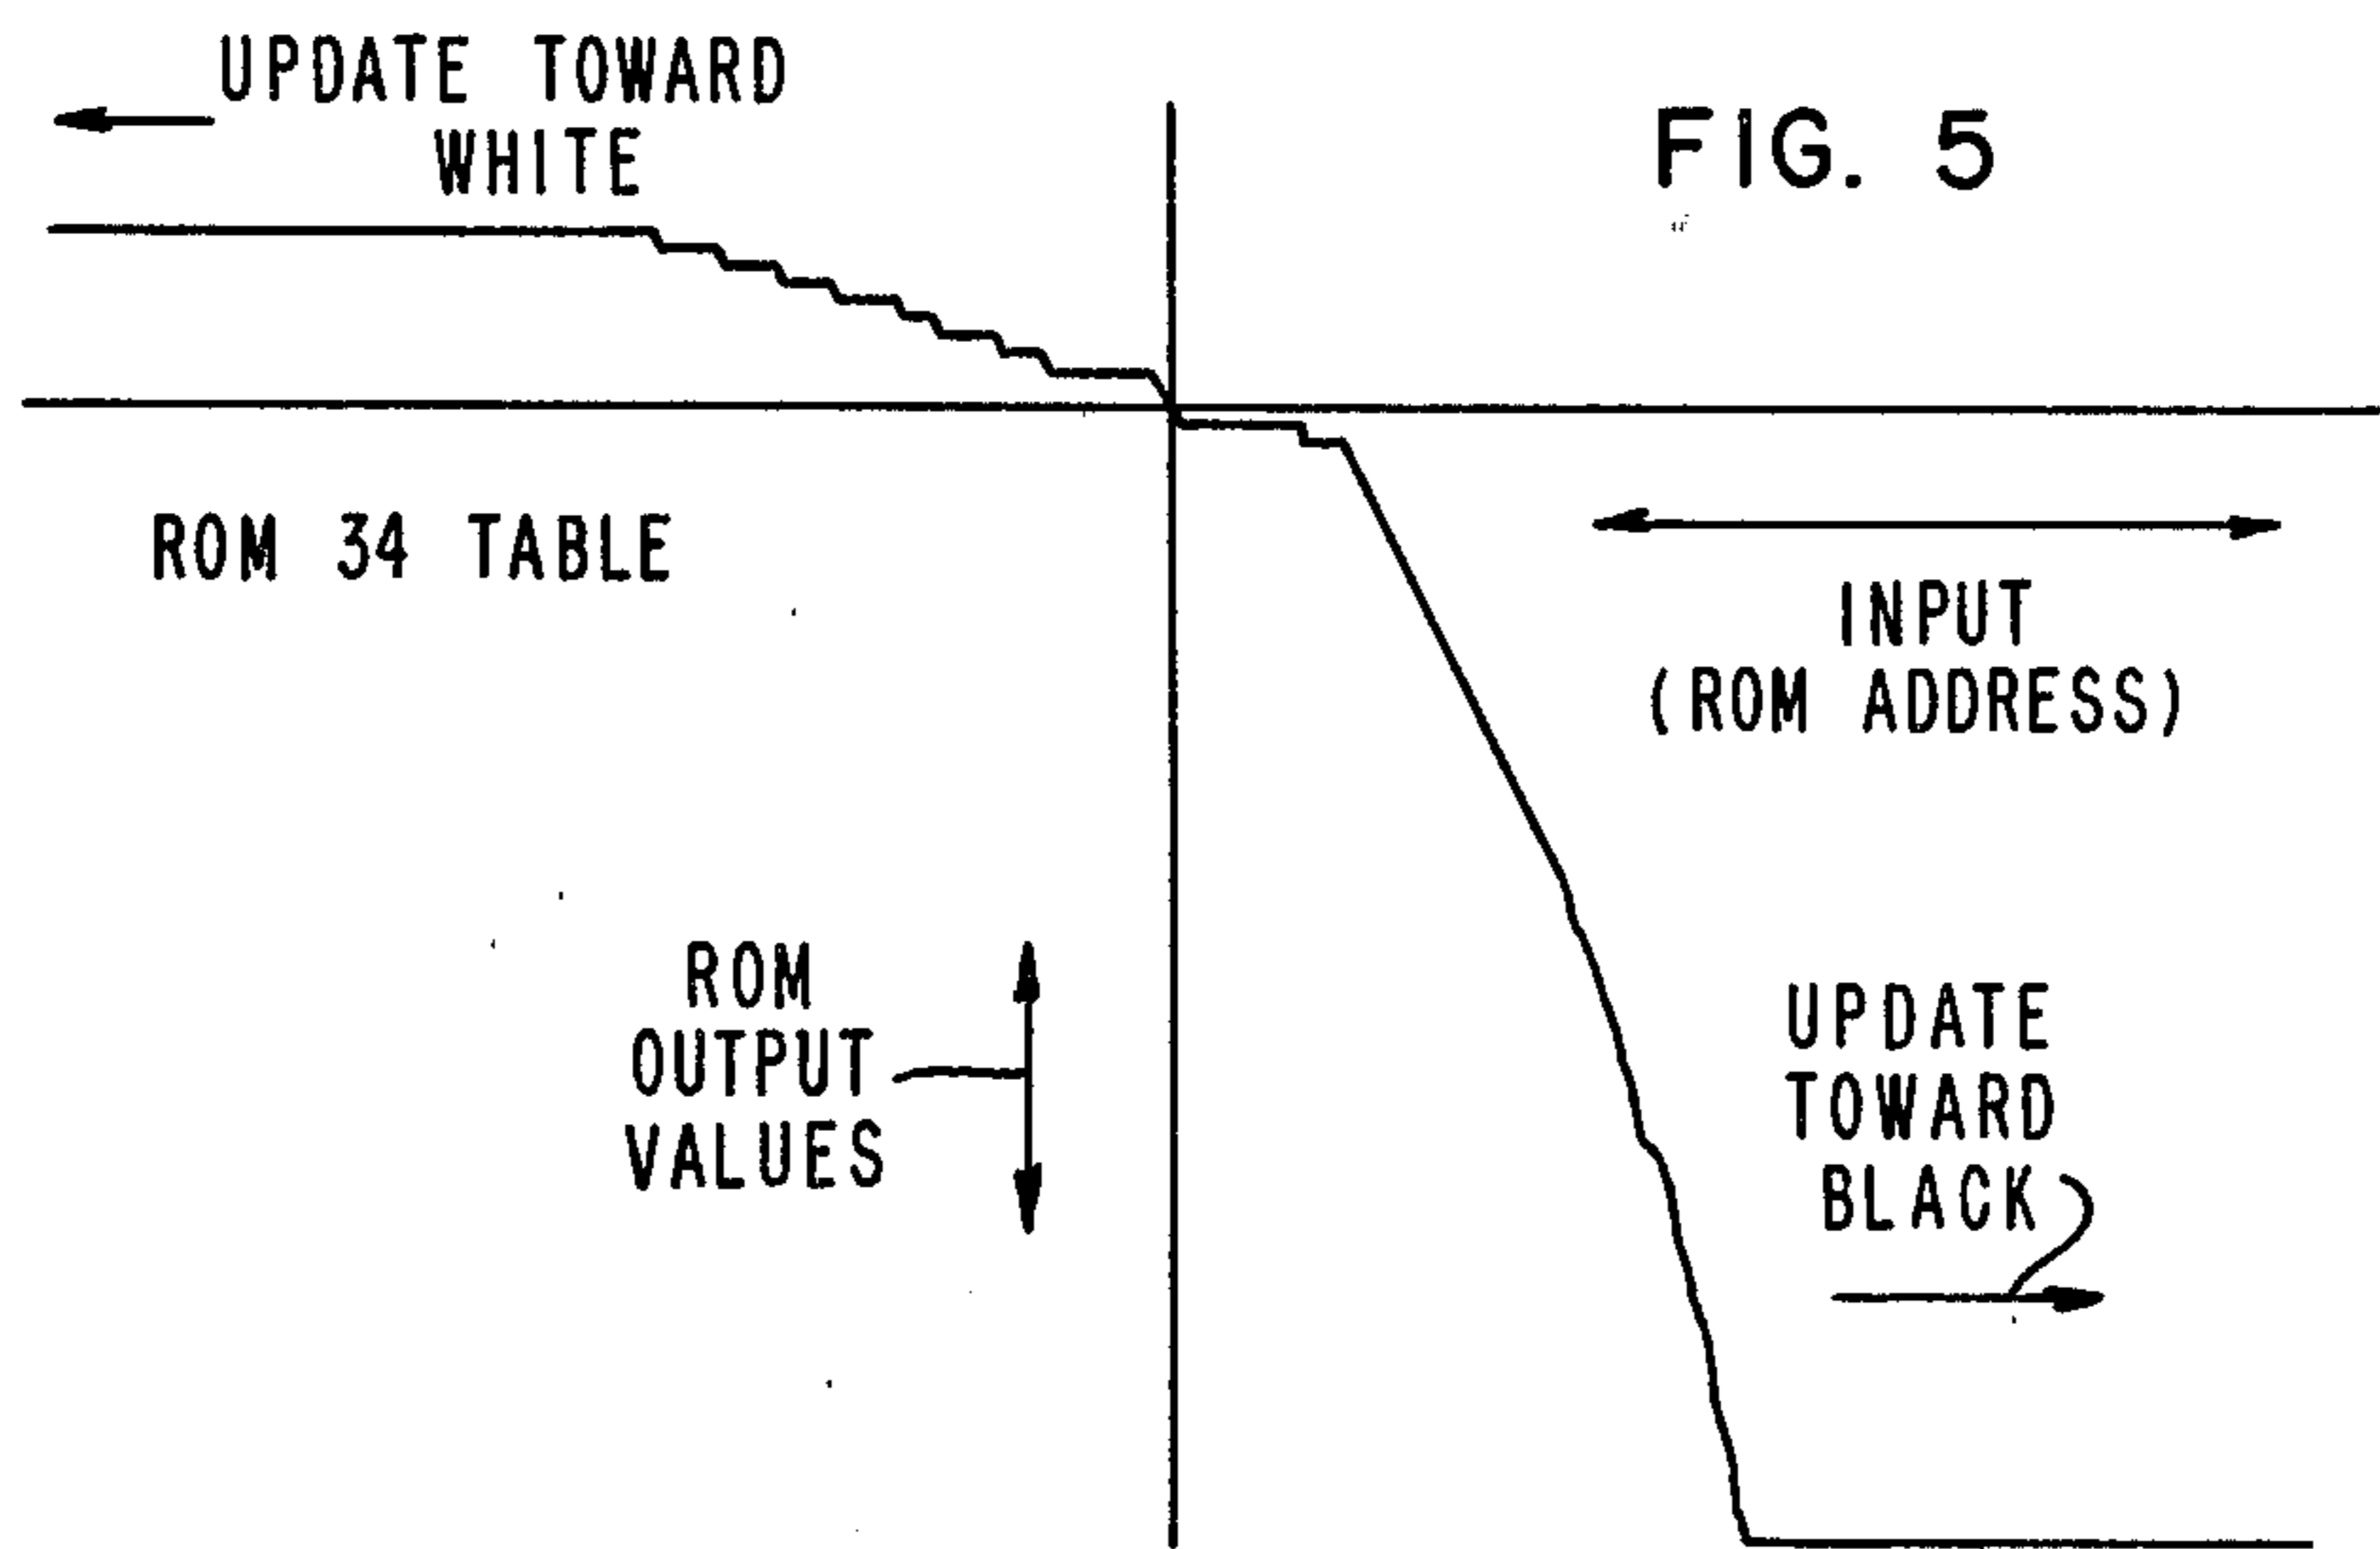 UPDATE TOWARD
WHITE
FIG. 5
ROM 34 TABLE
INPUT
(ROM ADDRESS)
ROM
OUTPUT
VALUES
UPDATE
TOWARD
BLACK